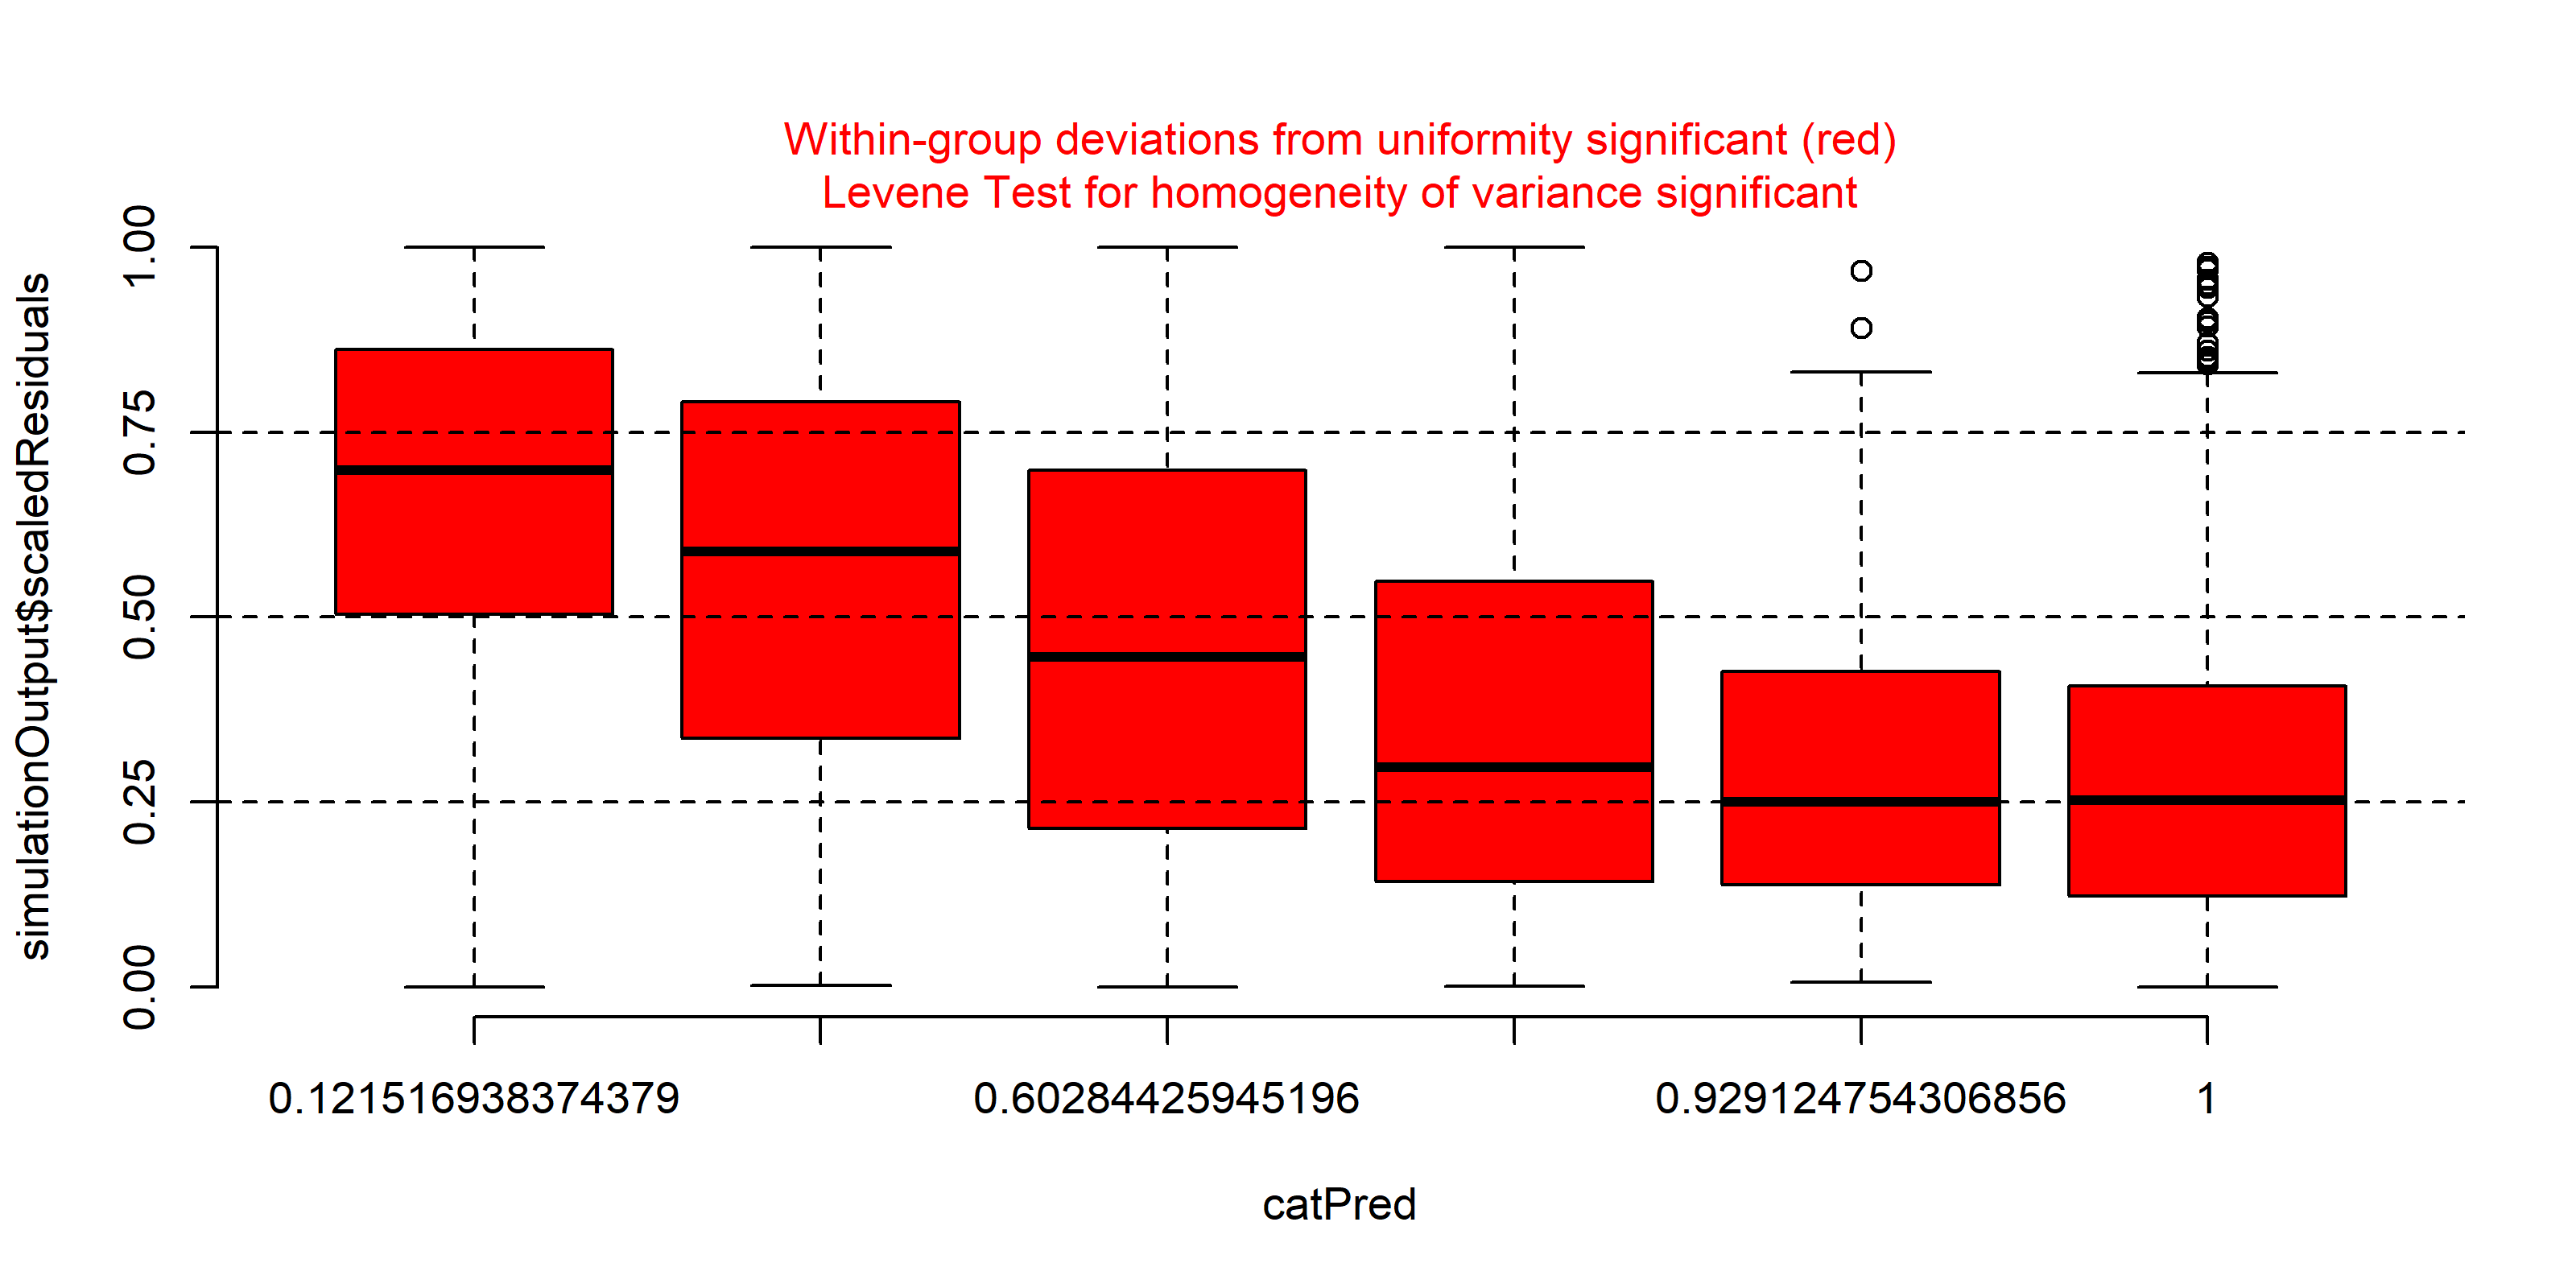 Within-group deviations from uniformity significant (red)
Levene Test for homogeneity of variance significant
simulationOutput$scaledResiduals
1.00
0.75
0.50
0.25
0.00
0.121516938374379
0.60284425945196
0.929124754306856
1
catPred